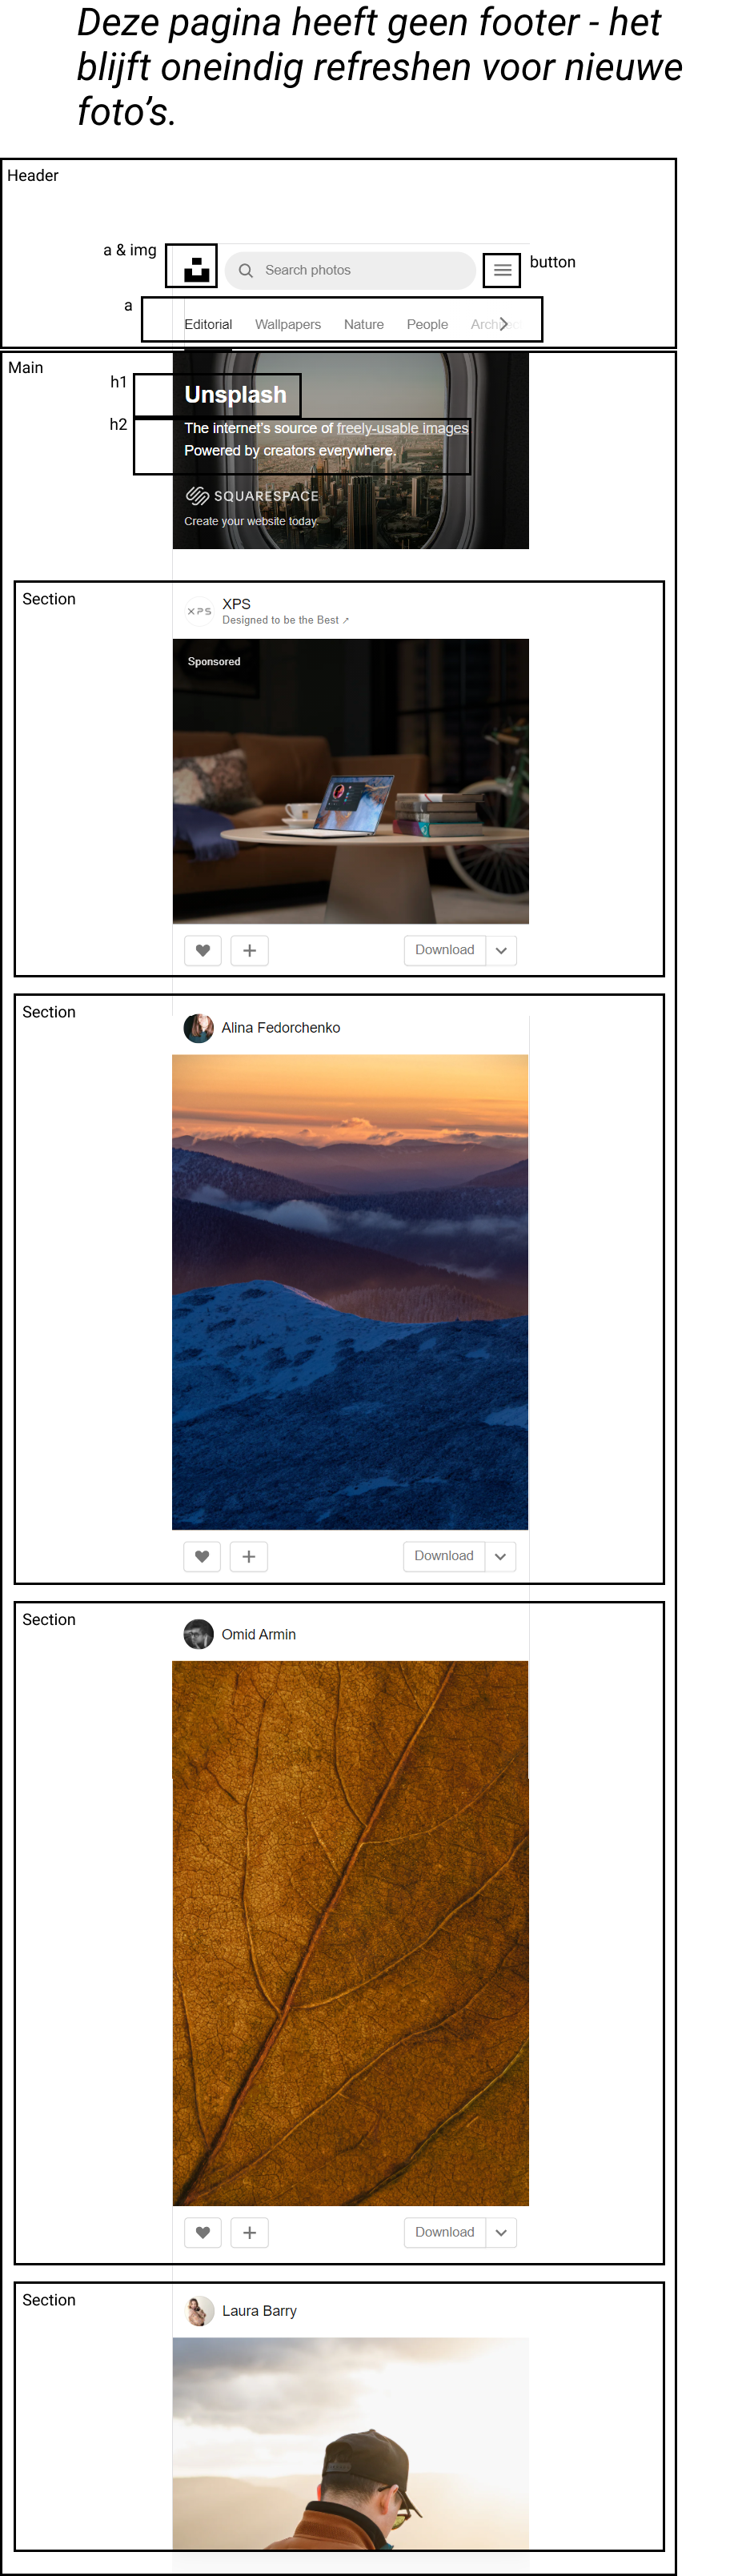 Deze pagina heeft geen footer - het
blijft oneindig refreshen voor nieuwe
foto's.
Header
a & img
Search photos
button
a
Editorial Wallpapers Nature People
Main
h1
Unsplash
h2
The internet's source of freely-usable images
Powered by creators everywhere.
SQUARESPACE
Create your website today.
Section
XPS
XPS
Designed to be the Best ↗
Sponsored
Download
Section
Alina Fedorchenko
Download
Section
Omid Armin
Download
Section
Laura Barry